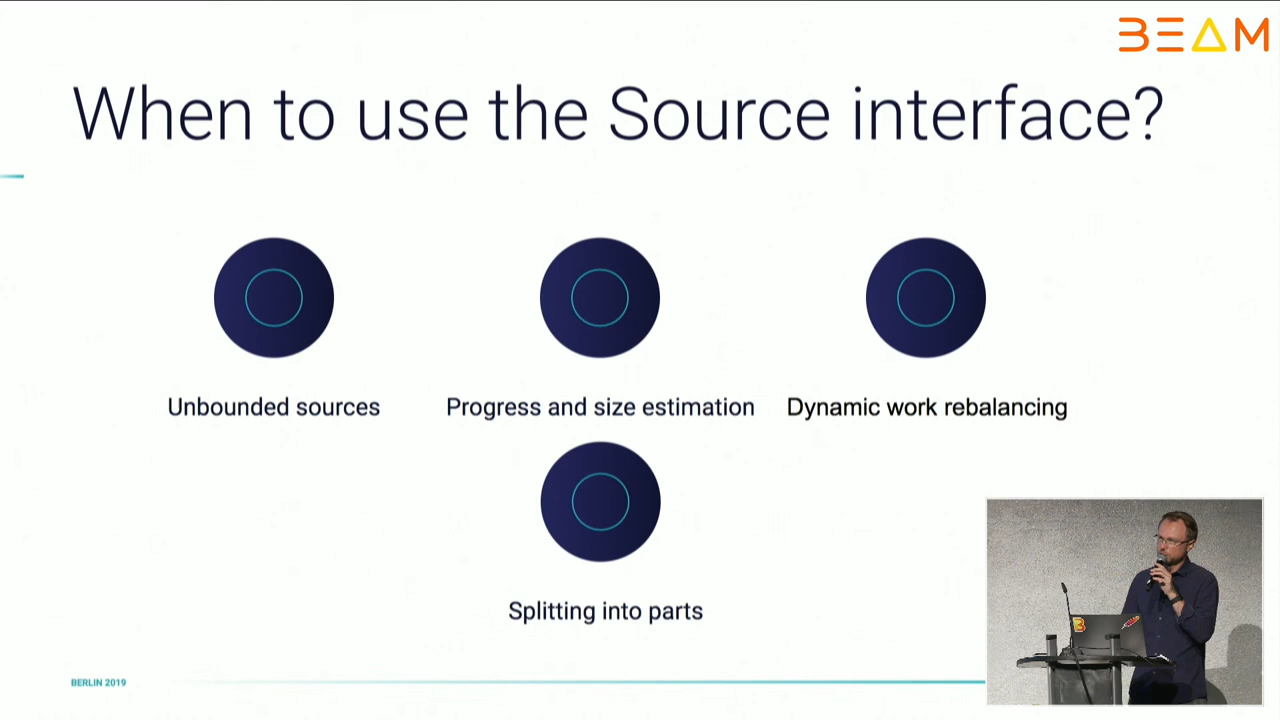 BEAM
When to use the Source interface?
Unbounded sources
Progress and size estimation
Dynamic work rebalancing
Splitting into parts
BERLIN 2019